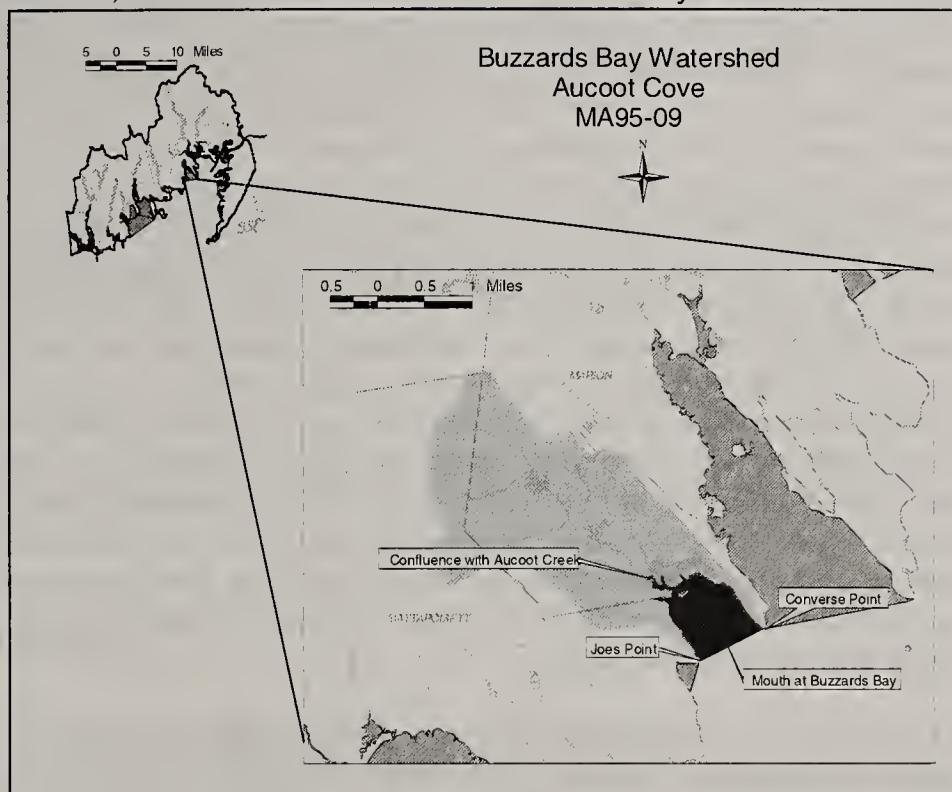 5 0 5 10 Miles
Buzzards Bay Watershed
Aucoot Cove
MA95-09
N
0.5 0 0.5 1 Miles
MARION
Confluence with Aucoot Creek
Converse Point
MATTAPOISETT
Joes Point
Mouth at Buzzards Bay